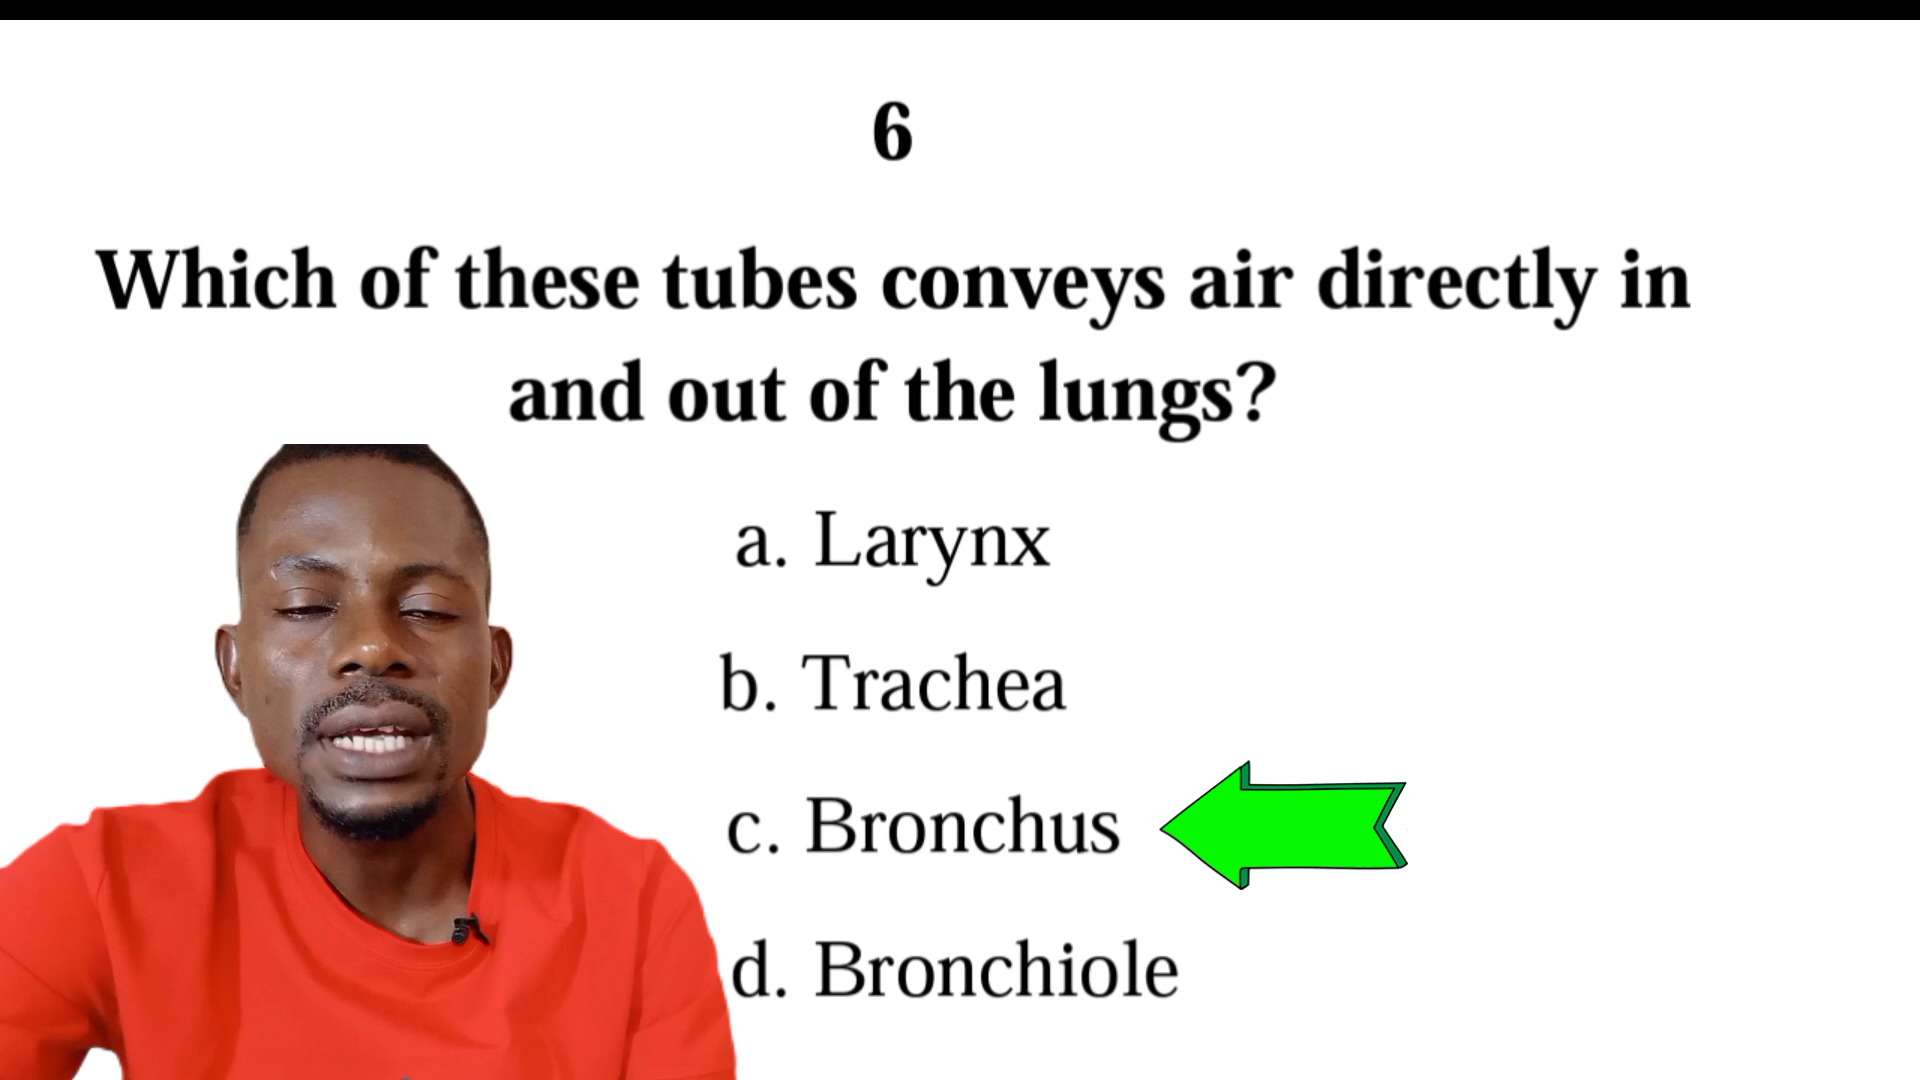 6
Which of these tubes conveys air directly in
and out of the lungs?
a. Larynx
b. Trachea
c. Bronchus
d. Bronchiole